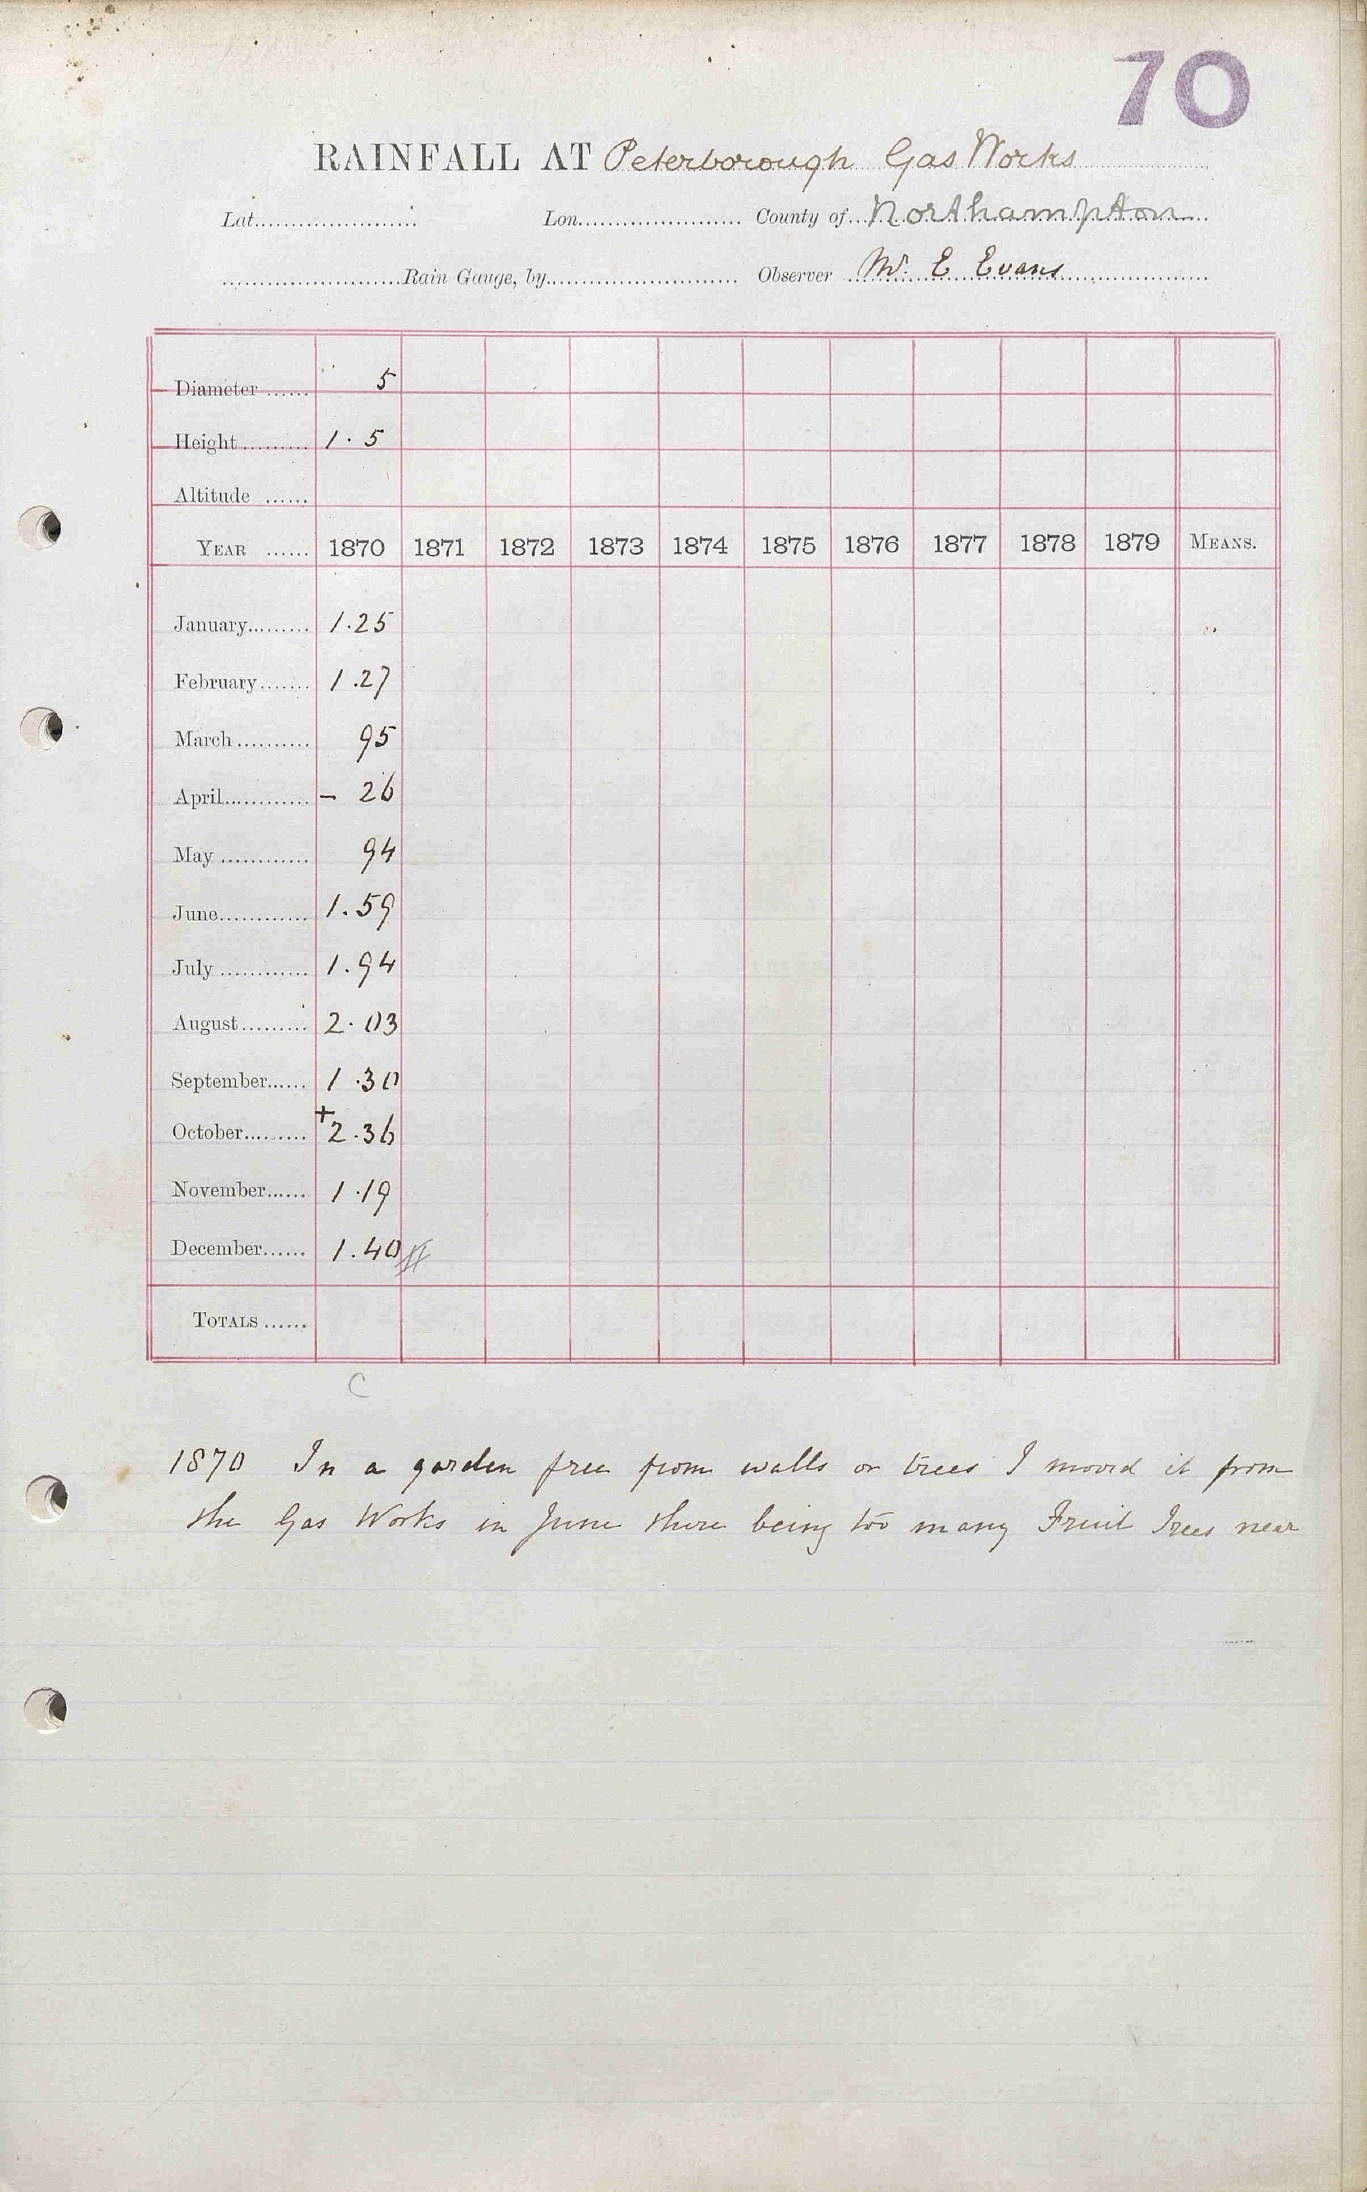 70
RAINFALL AT Peterborough Gas Works
Lat. Lon. County of Northampton
Rain Gauge, by Observer Mr. E Evans
Diameter 5
Height 1.5
Altitude
YEAR 1870 1871 1872 1873 1874 1875 1876 1877 1878 1879 MEANS.
January 1.25
February 1.27
March 95
April – 26
May 94
June 1.59
July 1.94
August 2.03
September 1.30
October +2.36
November 1.19
December 1.40
TOTALS
C
1870 In a garden free from walls or trees I moved it from
the Gas Works in June there being too many Fruit Trees near